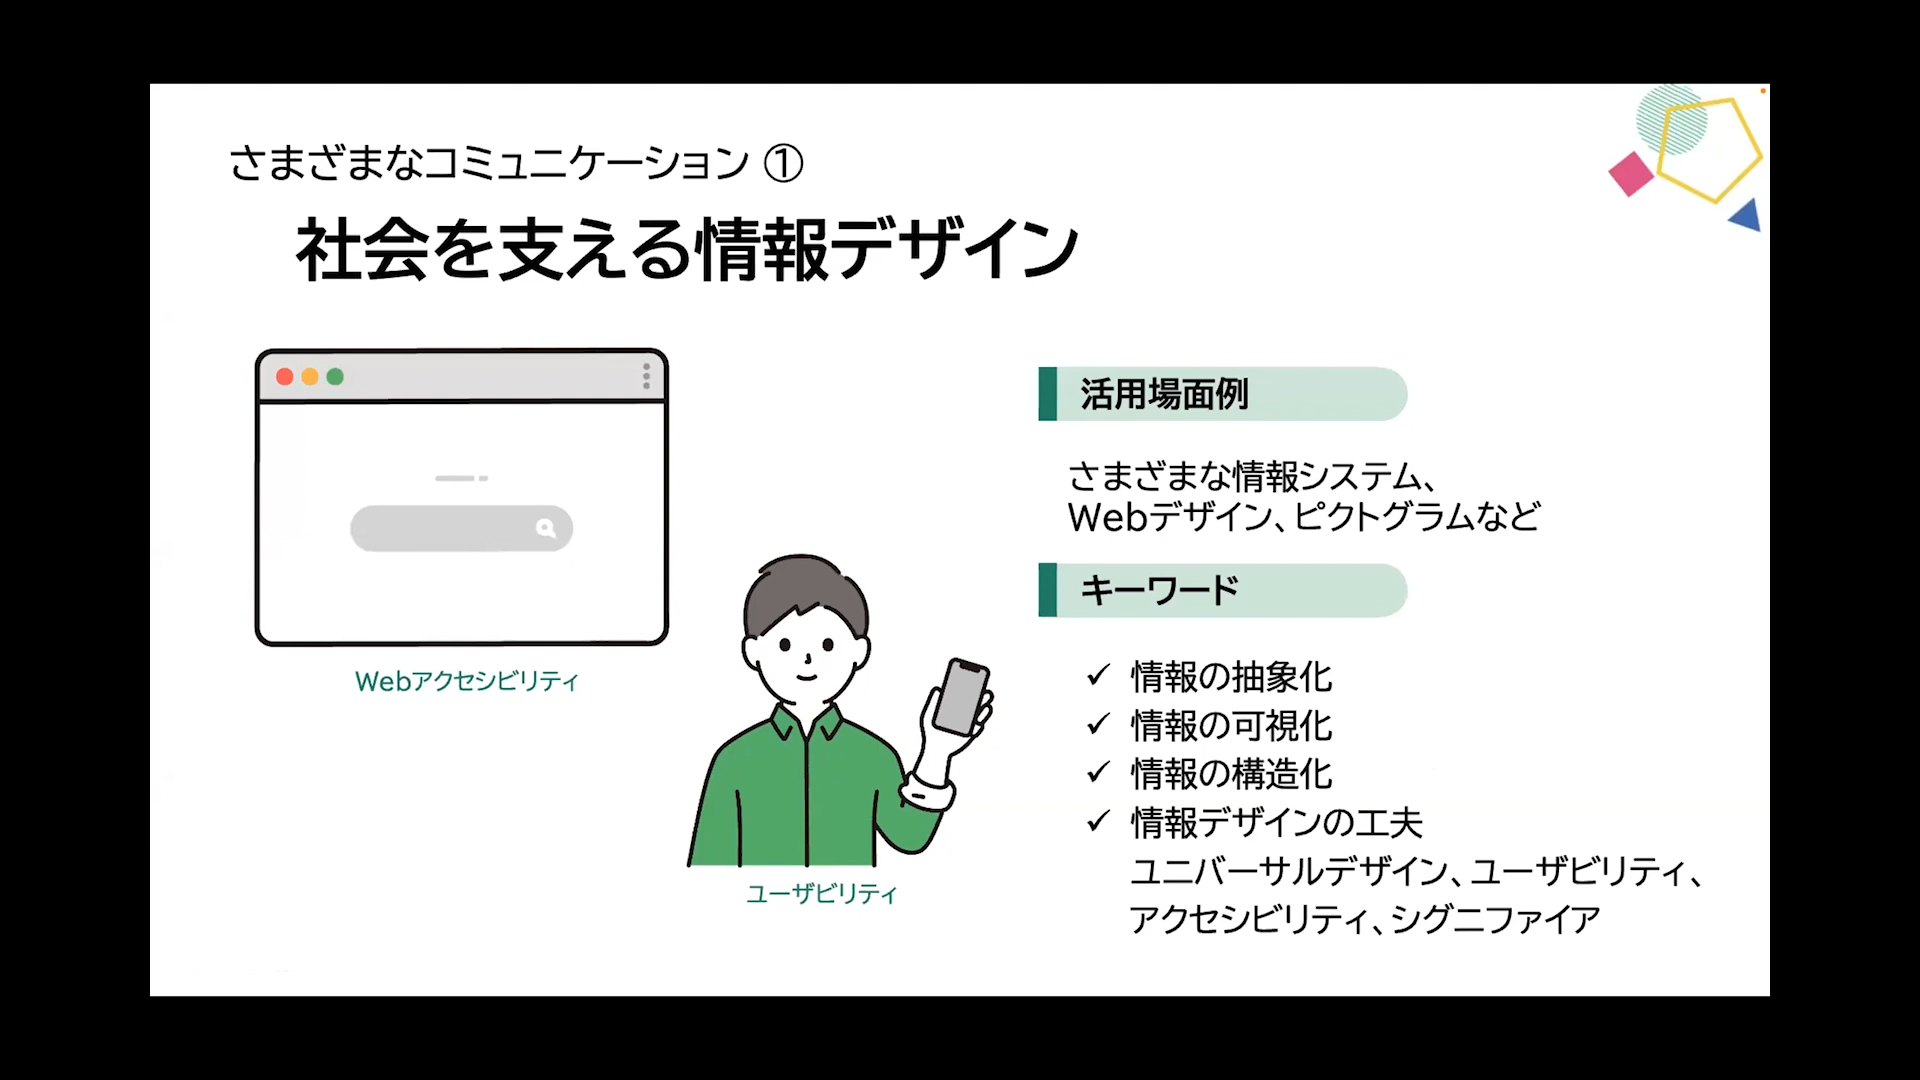 さまざまなコミュニケーション ①
社会を支える情報デザイン
Webアクセシビリティ
ユーザビリティ
活用場面例
さまざまな情報システム、
Webデザイン、ピクトグラムなど
キーワード
✓ 情報の抽象化
✓ 情報の可視化
✓ 情報の構造化
✓ 情報デザインの工夫
ユニバーサルデザイン、ユーザビリティ、
アクセシビリティ、シグニファイア